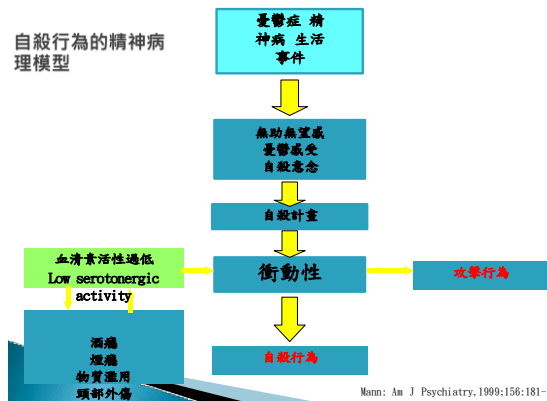 自殺行為的精神病
理模型
憂鬱症 精
神病 生活
事件
無助無望感
憂鬱感受
自殺意念
自殺計畫
血清素活性過低
Low serotonergic
activity
衝動性
攻擊行為
酒癮
煙癮
物質濫用
頭部外傷
自殺行為
Mann: Am J Psychiatry,1999;156:181-